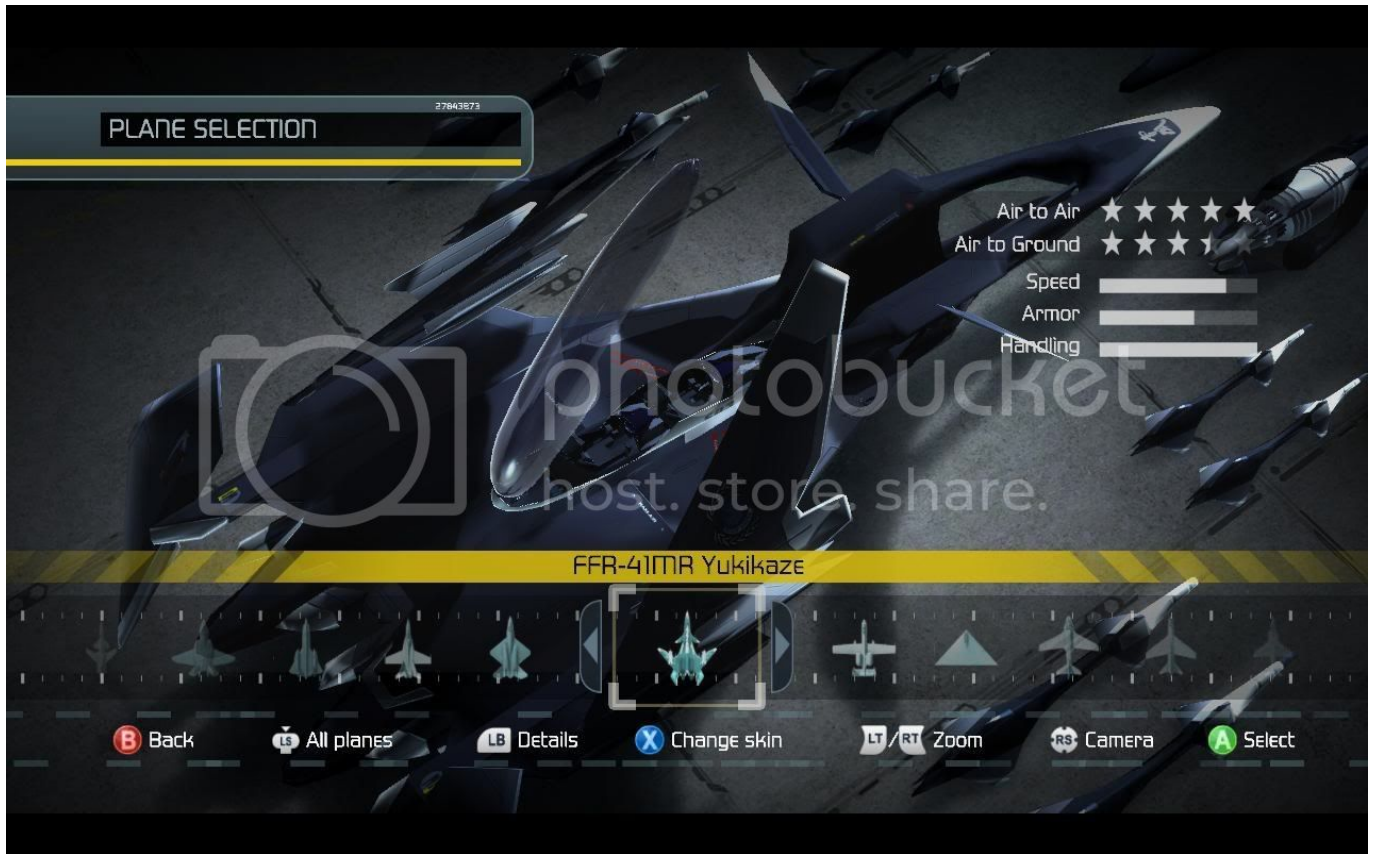 27843873
PLANE SELECTION
Air to Air
Air to Ground
Speed
Armor
Handling
photobucket
host. store. share.
FFR-41MR Yukikaze
B Back
LS All planes
LB Details
X Change skin
LT/RT Zoom
RS Camera
A Select